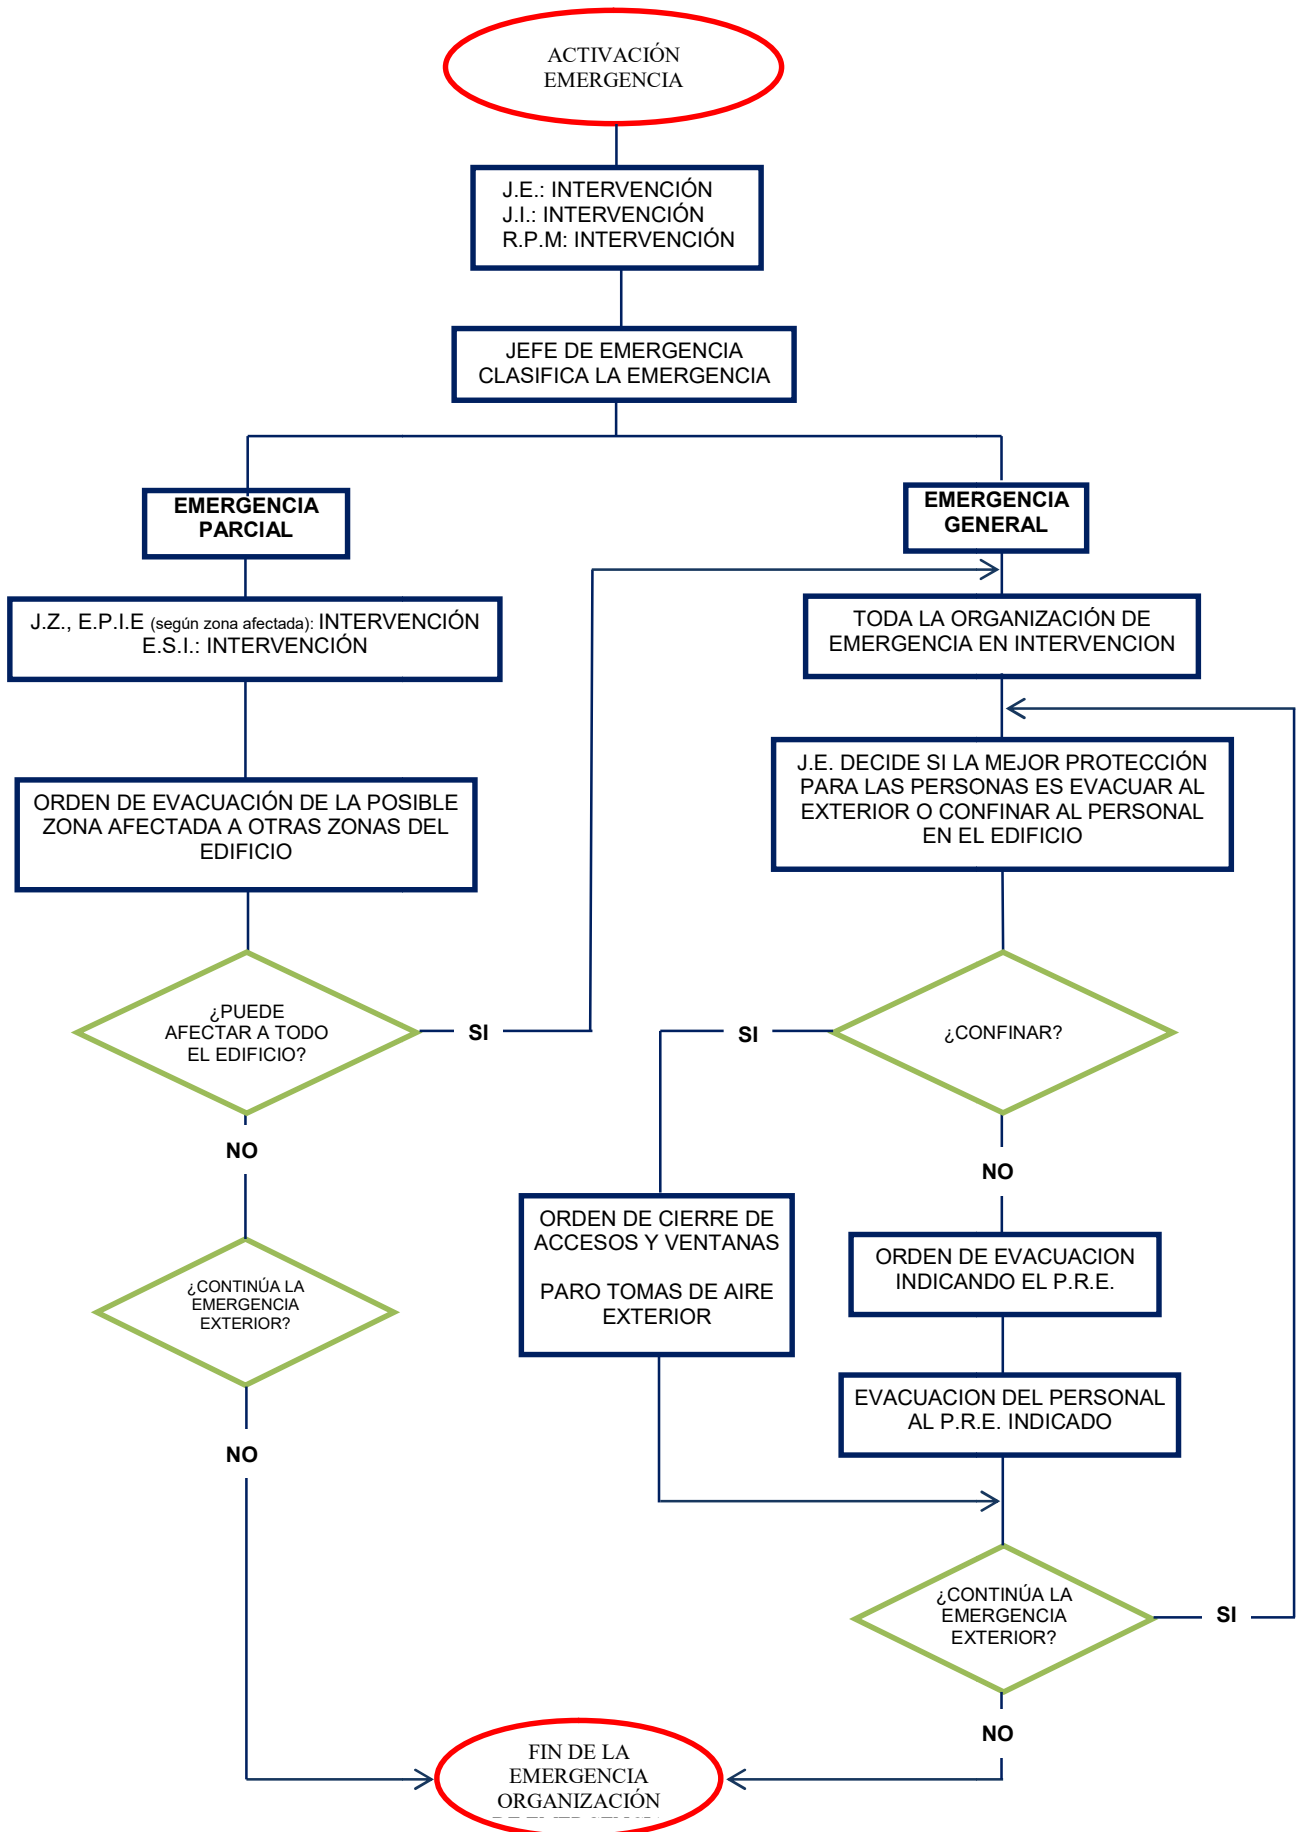 ACTIVACIÓN
EMERGENCIA
J.E.: INTERVENCIÓN
J.I.: INTERVENCIÓN
R.P.M: INTERVENCIÓN
JEFE DE EMERGENCIA
CLASIFICA LA EMERGENCIA
EMERGENCIA
PARCIAL
J.Z., E.P.I.E (según zona afectada): INTERVENCIÓN
E.S.I.: INTERVENCIÓN
ORDEN DE EVACUACIÓN DE LA POSIBLE
ZONA AFECTADA A OTRAS ZONAS DEL
EDIFICIO
¿PUEDE
AFECTAR A TODO
EL EDIFICIO?
SI
NO
¿CONTINÚA LA
EMERGENCIA
EXTERIOR?
NO
EMERGENCIA
GENERAL
TODA LA ORGANIZACIÓN DE
EMERGENCIA EN INTERVENCION
J.E. DECIDE SI LA MEJOR PROTECCIÓN
PARA LAS PERSONAS ES EVACUAR AL
EXTERIOR O CONFINAR AL PERSONAL
EN EL EDIFICIO
¿CONFINAR?
SI
NO
ORDEN DE CIERRE DE
ACCESOS Y VENTANAS
PARO TOMAS DE AIRE
EXTERIOR
ORDEN DE EVACUACION
INDICANDO EL P.R.E.
EVACUACION DEL PERSONAL
AL P.R.E. INDICADO
¿CONTINÚA LA
EMERGENCIA
EXTERIOR?
SI
NO
FIN DE LA
EMERGENCIA
ORGANIZACIÓN